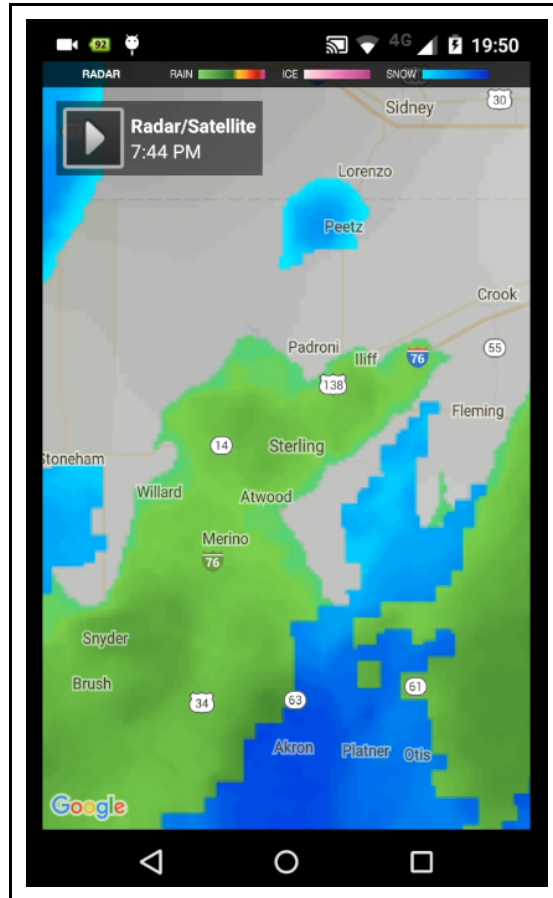 92 4G 19:50
RADAR RAIN ICE SNOW
30
Sidney
Radar/Satellite
7:44 PM
Lorenzo
Peetz
Crook
Padroni
Iliff
76
55
138
Fleming
14
Sterling
Stoneham
Willard
Atwood
Merino
76
Snyder
Brush
34
63
61
Akron Platner Otis
Google